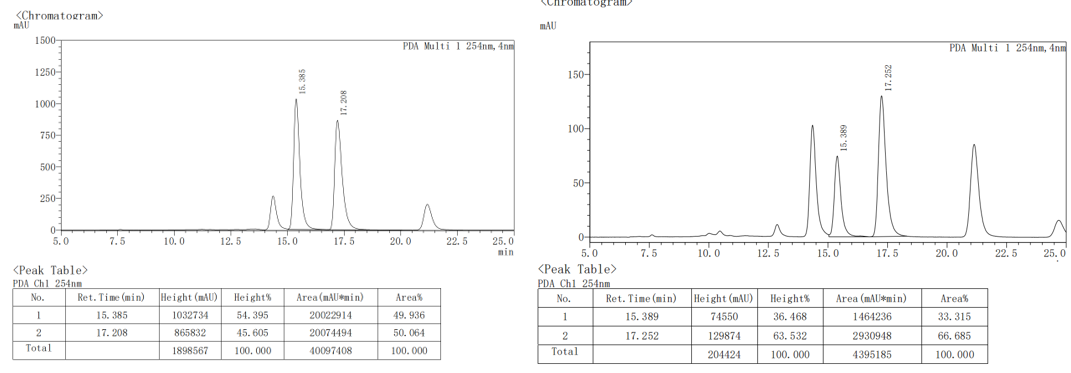 <Chromatogram>
mAU
PDA Multi 1 254nm,4nm
1500
1250
1000
750
500
250
0
15.385
17.208
5.0 7.5 10.0 12.5 15.0 17.5 20.0 22.5 25.0
min
<Peak Table>
PDA Ch1 254nm
No. Ret.Time(min) Height(mAU) Height% Area(mAU*min) Area%
1 15.385 1032734 54.395 20022914 49.936
2 17.208 865832 45.605 20074494 50.064
Total 1898567 100.000 40097408 100.000
<Chromatogram>
mAU
PDA Multi 1 254nm,4nm
150
100
50
0
15.389
17.252
5.0 7.5 10.0 12.5 15.0 17.5 20.0 22.5 25.0
<Peak Table>
PDA Ch1 254nm
No. Ret.Time(min) Height(mAU) Height% Area(mAU*min) Area%
1 15.389 74550 36.468 1464236 33.315
2 17.252 129874 63.532 2930948 66.685
Total 204424 100.000 4395185 100.000